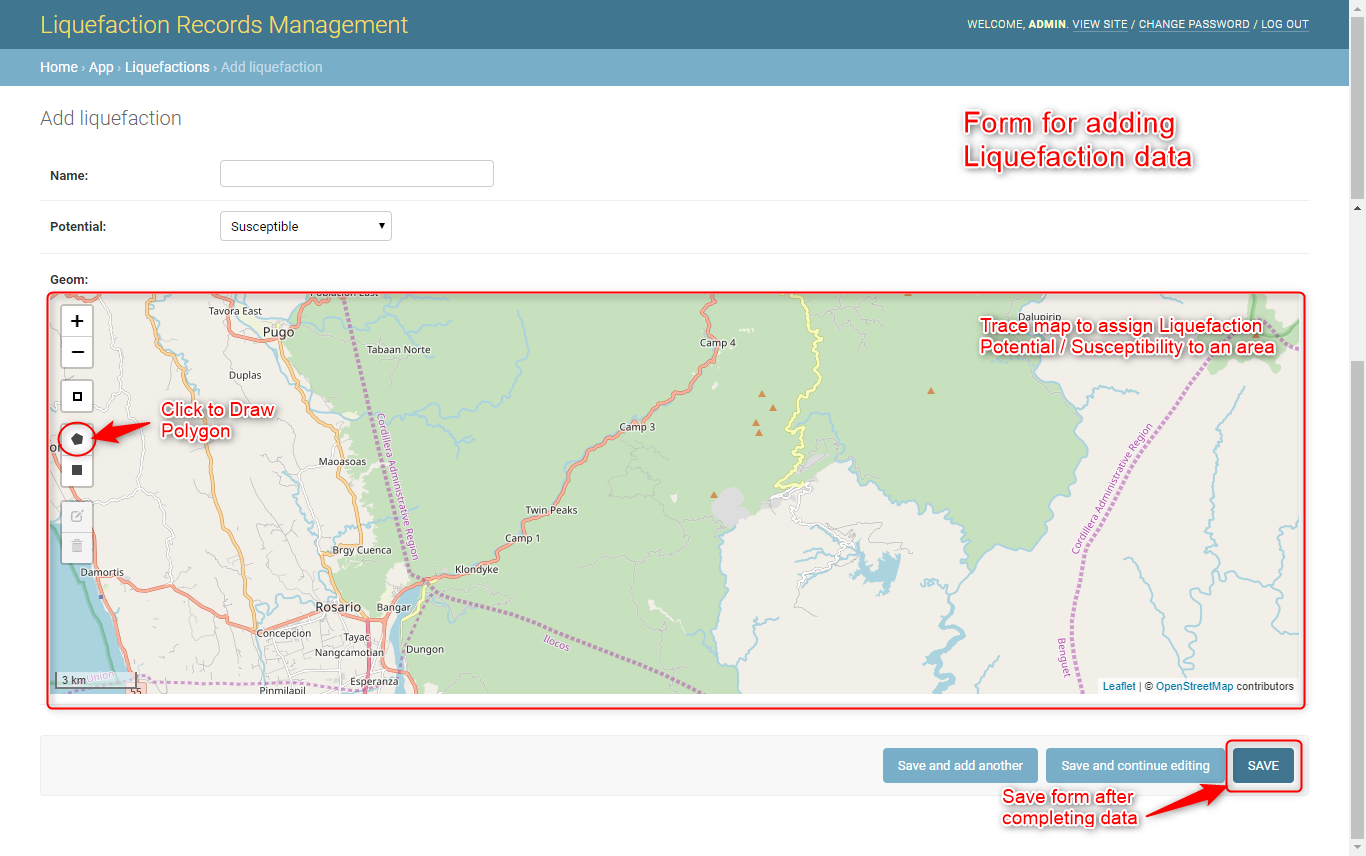 Liquefaction Records Management
WELCOME, ADMIN. VIEW SITE / CHANGE PASSWORD / LOG OUT
Home › App › Liquefactions › Add liquefaction
Add liquefaction
Form for adding
Liquefaction data
Name:
Potential:
Susceptible
Geom:
Población East
Tavora East
Pugo
Tabaan Norte
Duplas
Camp 4
Dalupirip
Trace map to assign Liquefaction
Potential / Susceptibility to an area
+
−
Click to Draw
Polygon
Camp 3
Maoasoas
Cordillera Administrative Region
Cordillera Administrative Region
Twin Peaks
Camp 1
Brgy Cuenca
Klondyke
Damortis
Rosario
Bangar
Concepcion
Tayac
Nangcamotian
Dungon
Ilocos
Benguet
Esperanza
Union
3 km
55
Pinmilapil
Leaflet | © OpenStreetMap contributors
Save and add another
Save and continue editing
SAVE
Save form after
completing data